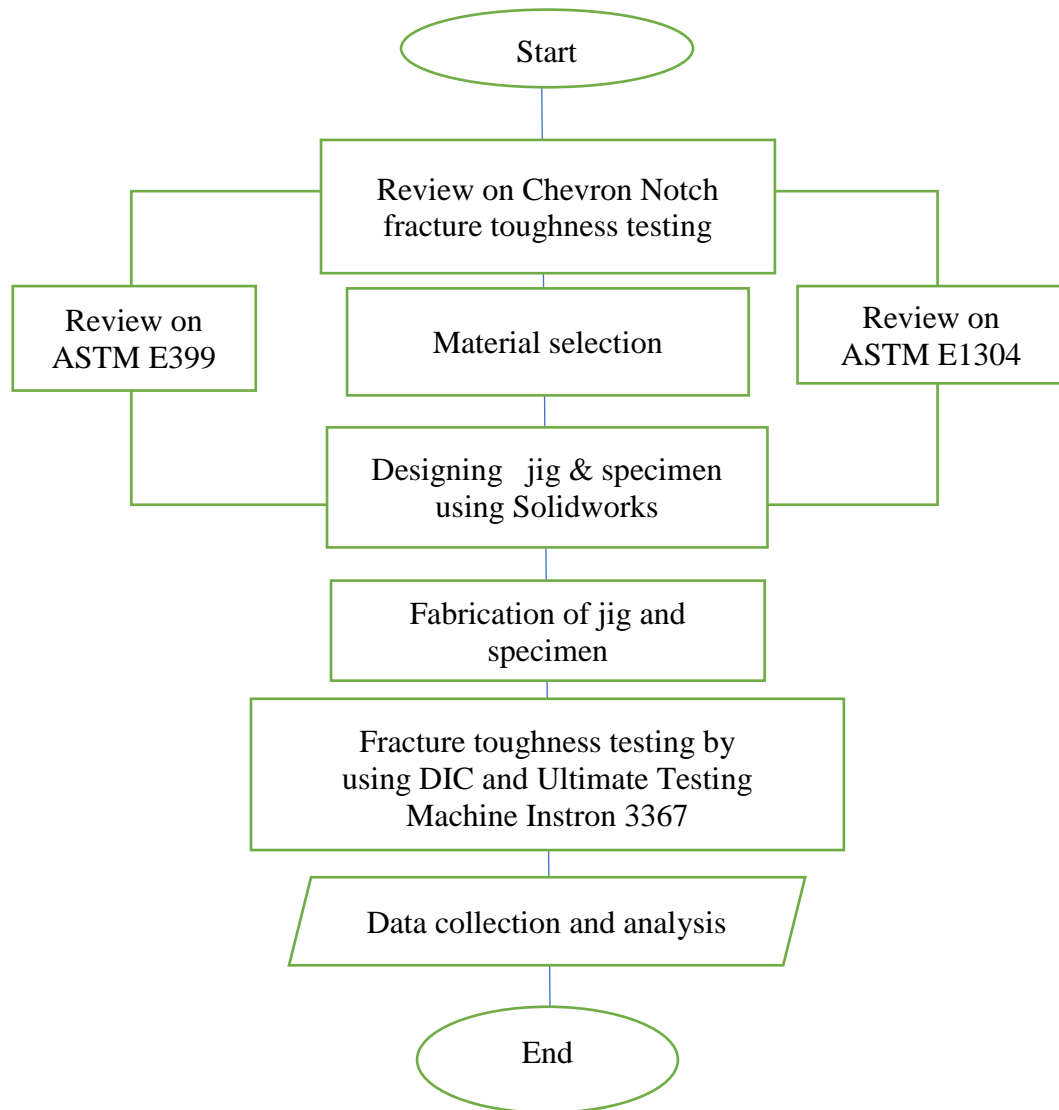 Start
Review on Chevron Notch
fracture toughness testing
Review on
ASTM E399
Material selection
Review on
ASTM E1304
Designing jig & specimen
using Solidworks
Fabrication of jig and
specimen
Fracture toughness testing by
using DIC and Ultimate Testing
Machine Instron 3367
Data collection and analysis
End